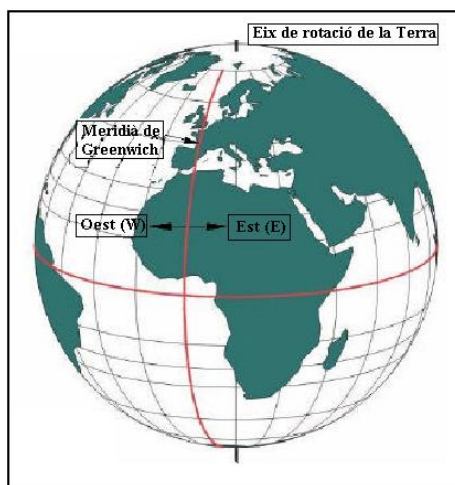 Eix de rotació de la Terra
Meridià de
Greenwich
Oest (W)
Est (E)